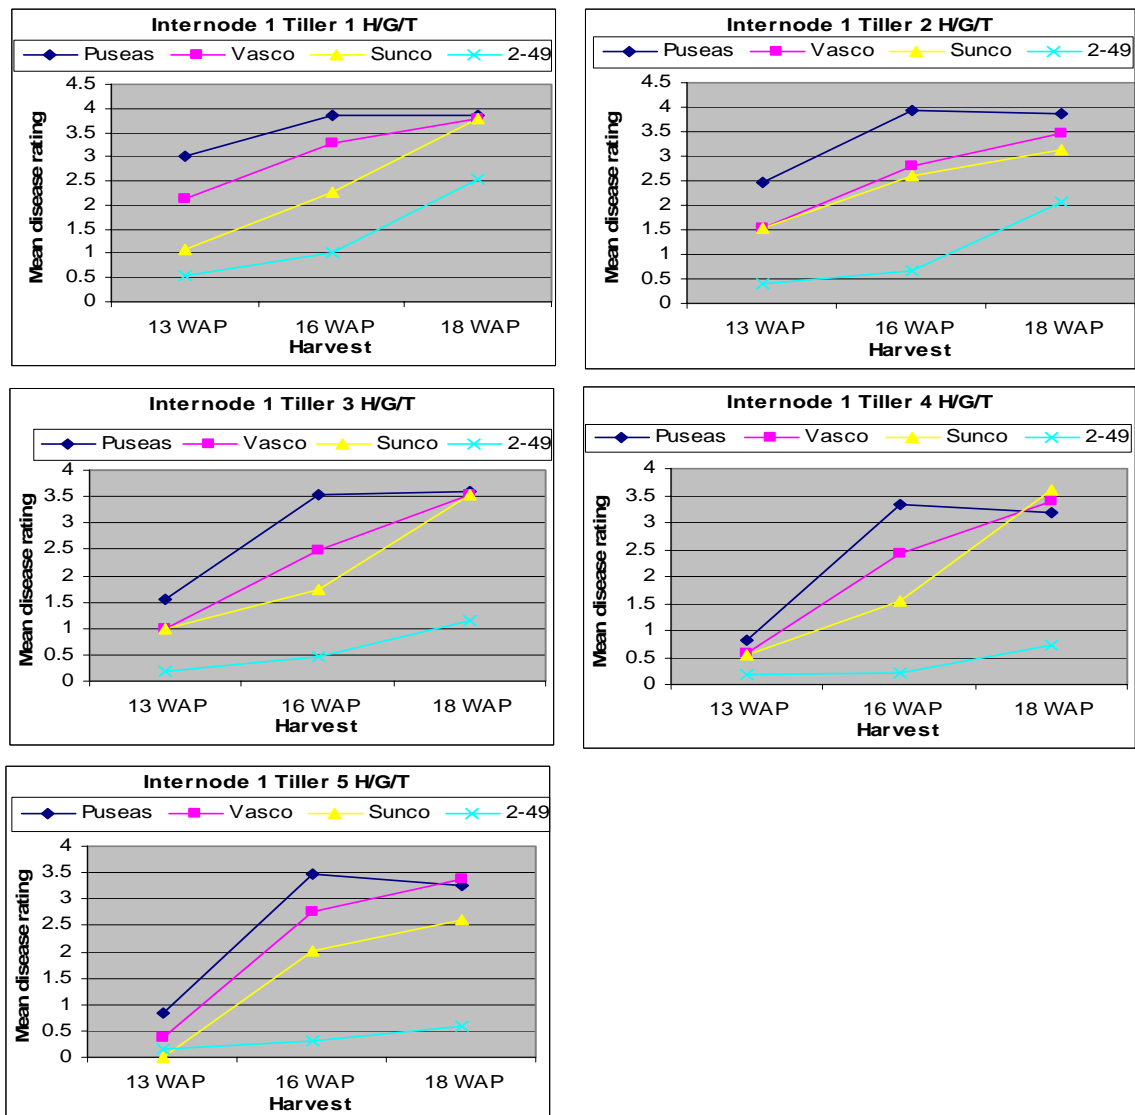 Internode 1 Tiller 1 H/G/T
Puseas Vasco Sunco 2-49
Mean disease rating
4.5
4
3.5
3
2.5
2
1.5
1
0.5
0
13 WAP 16 WAP 18 WAP
Harvest
Internode 1 Tiller 2 H/G/T
Puseas Vasco Sunco 2-49
Mean disease rating
4.5
4
3.5
3
2.5
2
1.5
1
0.5
0
13 WAP 16 WAP 18 WAP
Harvest
Internode 1 Tiller 3 H/G/T
Puseas Vasco Sunco 2-49
Mean disease rating
4
3.5
3
2.5
2
1.5
1
0.5
0
13 WAP 16 WAP 18 WAP
Harvest
Internode 1 Tiller 4 H/G/T
Puseas Vasco Sunco 2-49
Mean disease rating
4
3.5
3
2.5
2
1.5
1
0.5
0
13 WAP 16 WAP 18 WAP
Harvest
Internode 1 Tiller 5 H/G/T
Puseas Vasco Sunco 2-49
Mean disease rating
4
3.5
3
2.5
2
1.5
1
0.5
0
13 WAP 16 WAP 18 WAP
Harvest